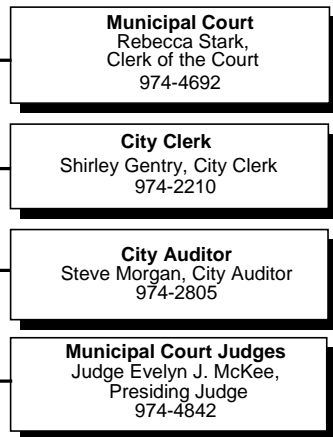 Municipal Court
Rebecca Stark,
Clerk of the Court
974-4692
City Clerk
Shirley Gentry, City Clerk
974-2210
City Auditor
Steve Morgan, City Auditor
974-2805
Municipal Court Judges
Judge Evelyn J. McKee,
Presiding Judge
974-4842